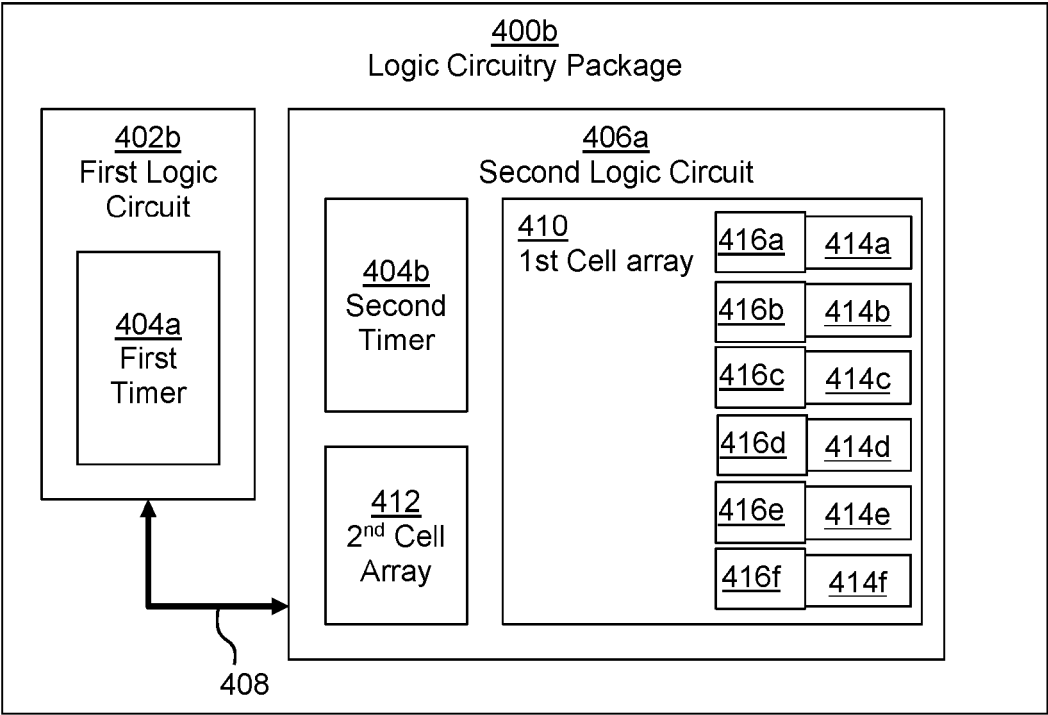 400b
Logic Circuitry Package
402b
First Logic
Circuit
404a
First
Timer
406a
Second Logic Circuit
404b
Second
Timer
412
2nd Cell
Array
410
1st Cell array
416a 414a
416b 414b
416c 414c
416d 414d
416e 414e
416f 414f
408